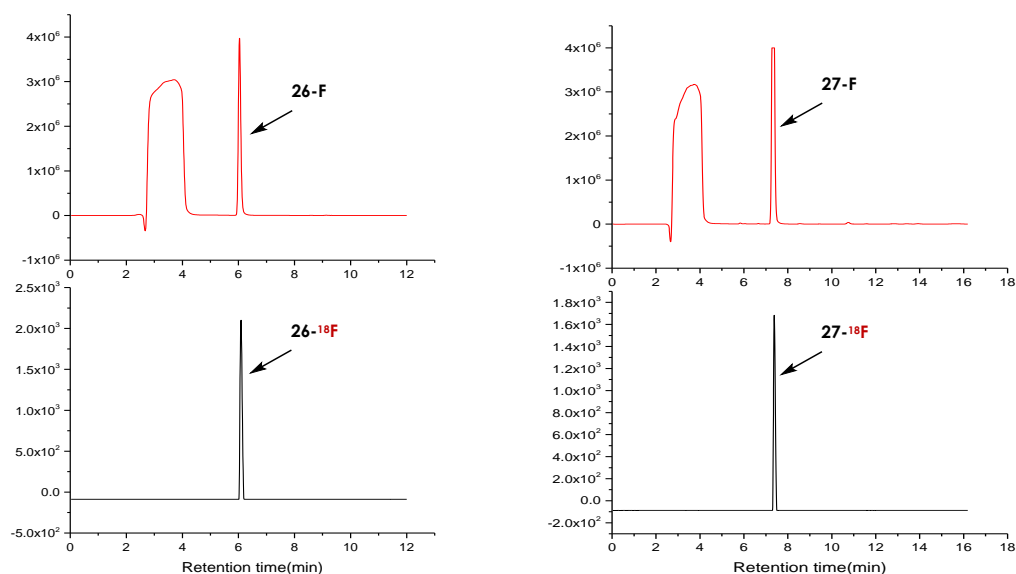 4x10⁶
3x10⁶
2x10⁶
1x10⁶
0
-1x10⁶
26-F
0 2 4 6 8 10 12
4x10⁶
3x10⁶
2x10⁶
1x10⁶
0
-1x10⁶
27-F
0 2 4 6 8 10 12 14 16 18
2.5x10³
2.0x10³
1.5x10³
1.0x10³
5.0x10²
0.0
-5.0x10²
26-¹⁸F
0 2 4 6 8 10 12
Retention time(min)
1.8x10³
1.6x10³
1.4x10³
1.2x10³
1.0x10³
8.0x10²
6.0x10²
4.0x10²
2.0x10²
0.0
-2.0x10²
27-¹⁸F
0 2 4 6 8 10 12 14 16 18
Retention time(min)